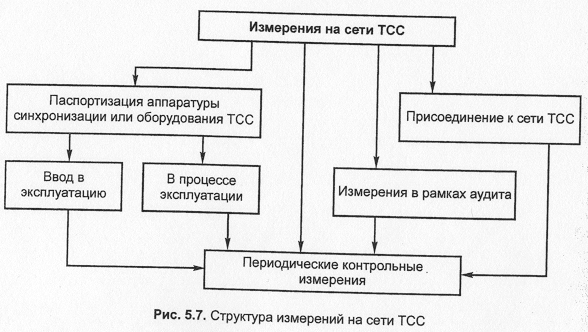 Измерения на сети ТСС
Паспортизация аппаратуры
синхронизации или оборудования ТСС
Присоединение к сети ТСС
Ввод в
эксплуатацию
В процессе
эксплуатации
Измерения в рамках аудита
Периодические контрольные
измерения
Рис. 5.7. Структура измерений на сети ТСС